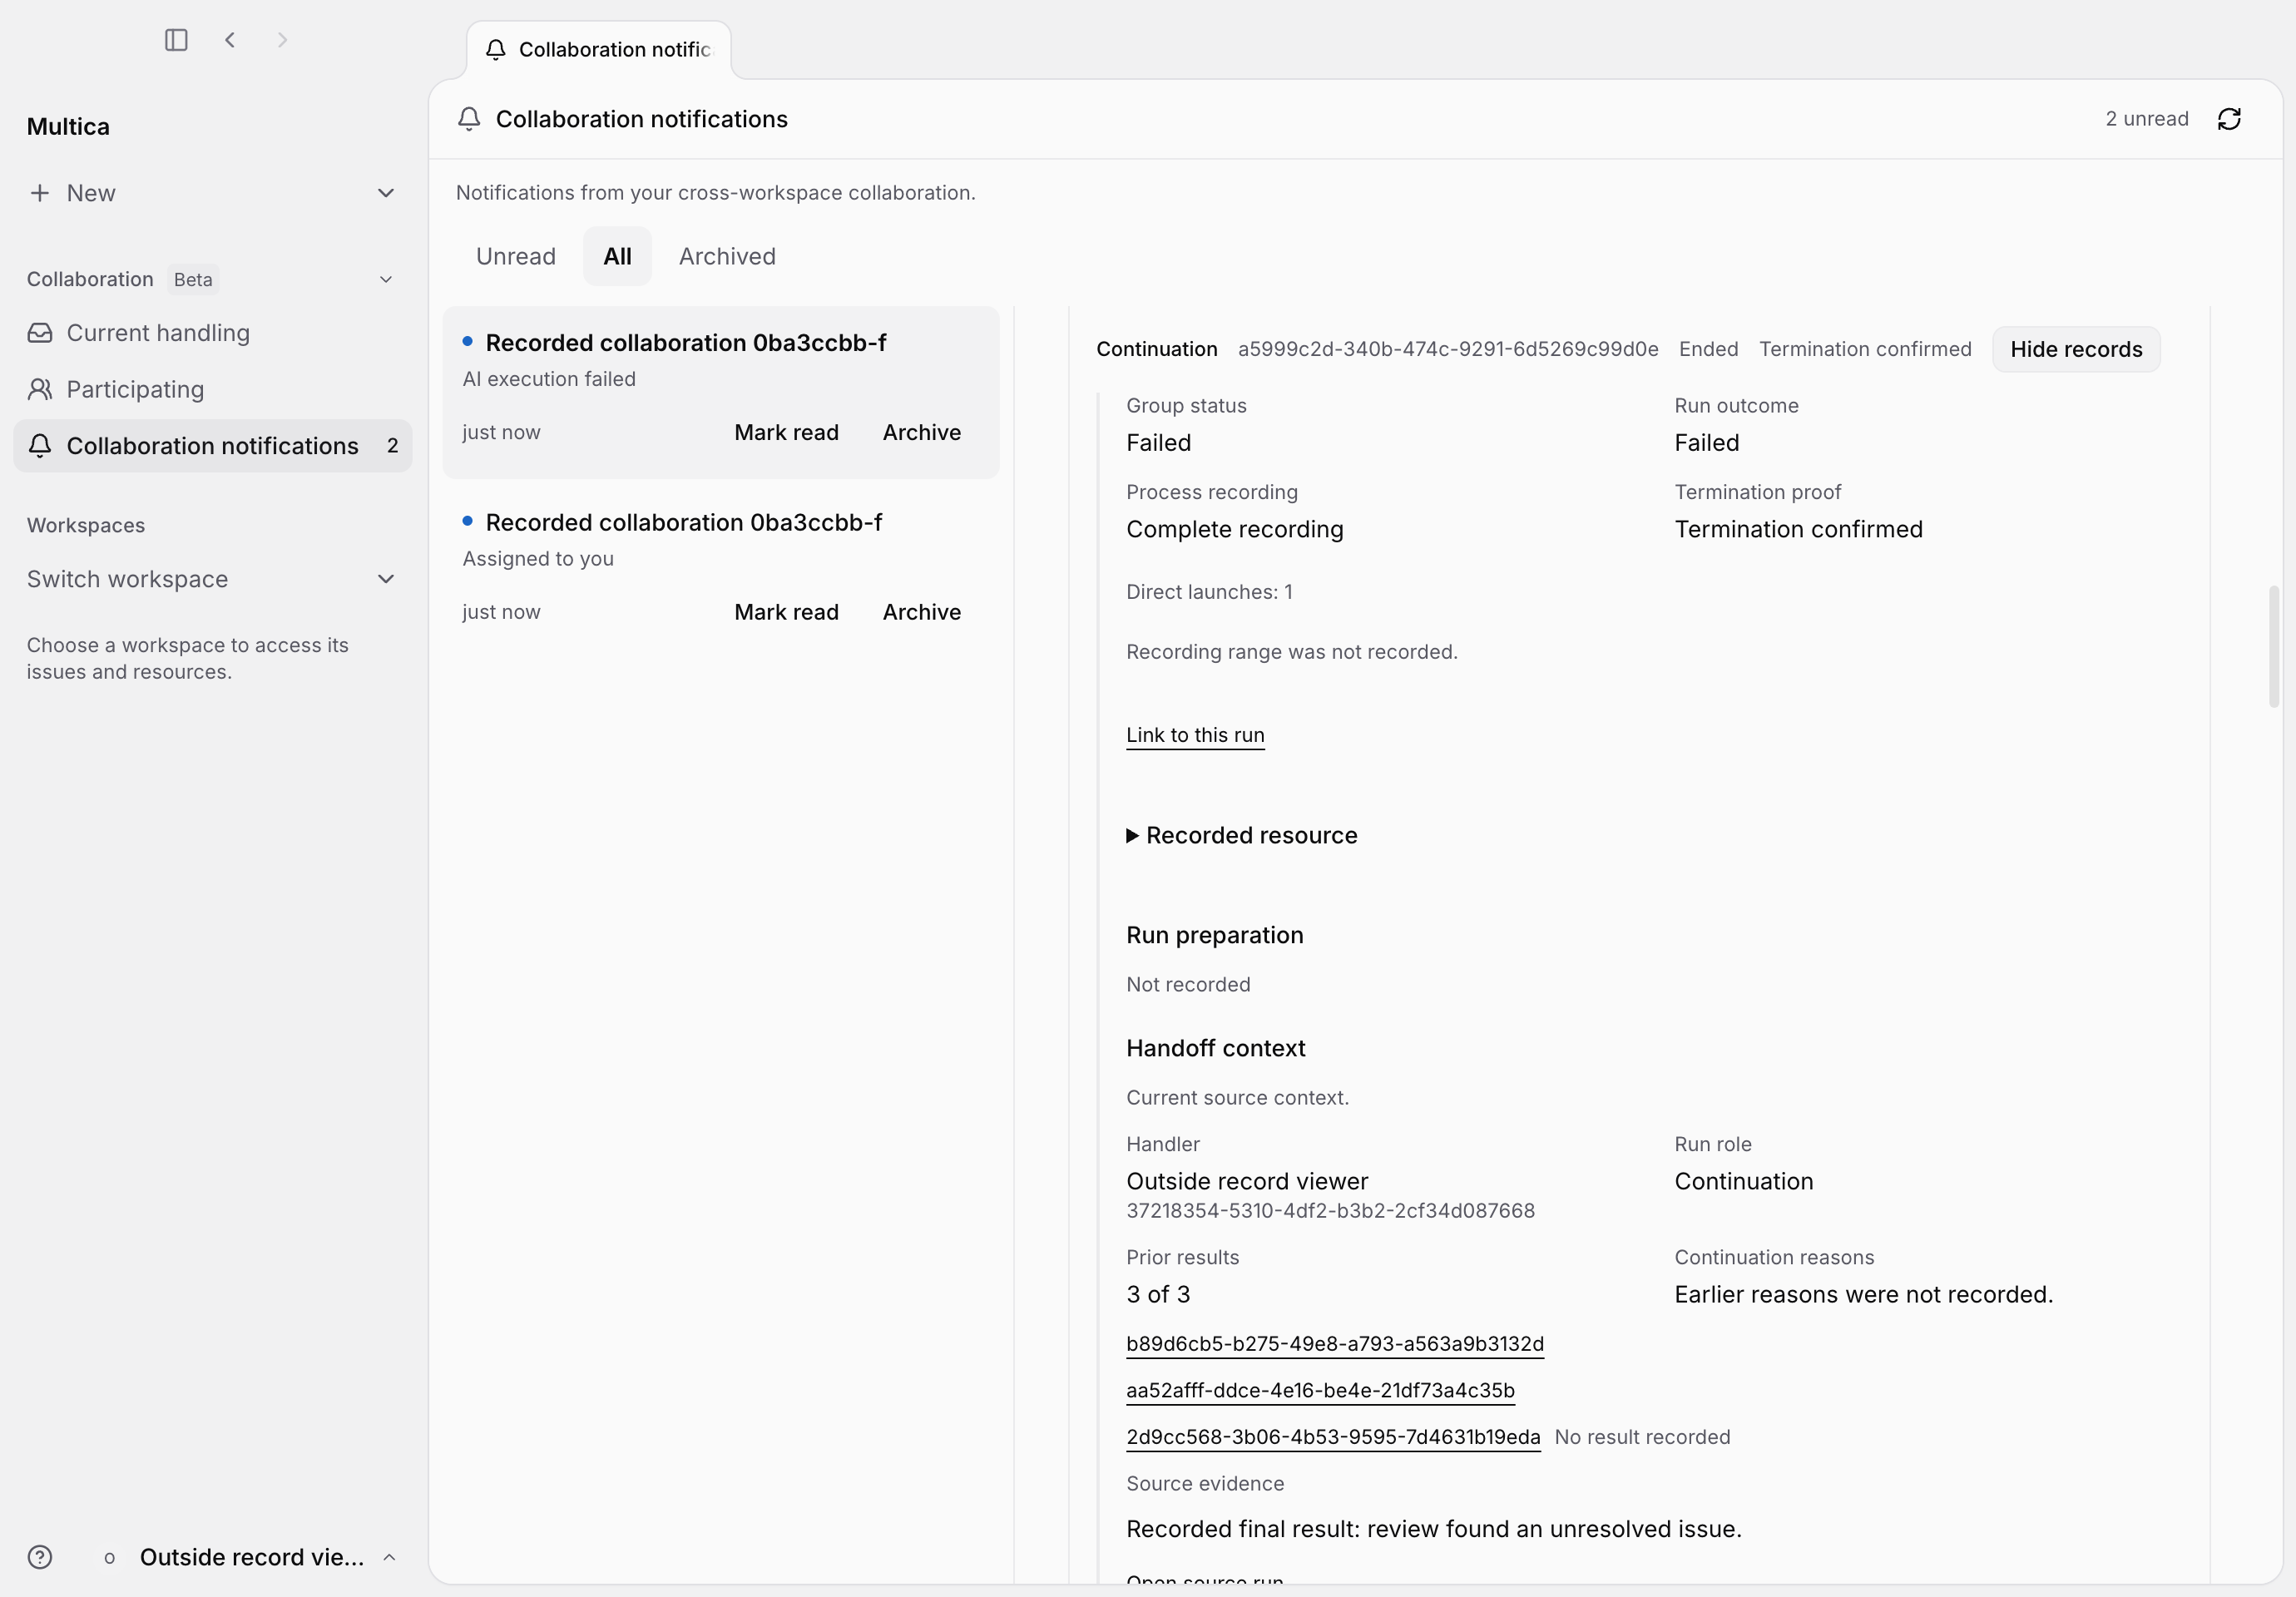 Collaboration notific
Multica
New
Collaboration Beta
Current handling
Participating
Collaboration notifications 2
Workspaces
Switch workspace
Choose a workspace to access its
issues and resources.
Outside record vie...
Collaboration notifications
2 unread
Notifications from your cross-workspace collaboration.
Unread All Archived
Recorded collaboration 0ba3ccbb-f
AI execution failed
just now Mark read Archive
Recorded collaboration 0ba3ccbb-f
Assigned to you
just now Mark read Archive
Continuation a5999c2d-340b-474c-9291-6d5269c99d0e Ended Termination confirmed Hide records
Group status
Failed
Run outcome
Failed
Process recording
Complete recording
Termination proof
Termination confirmed
Direct launches: 1
Recording range was not recorded.
Link to this run
Recorded resource
Run preparation
Not recorded
Handoff context
Current source context.
Handler
Outside record viewer
37218354-5310-4df2-b3b2-2cf34d087668
Run role
Continuation
Prior results
3 of 3
Continuation reasons
Earlier reasons were not recorded.
b89d6cb5-b275-49e8-a793-a563a9b3132d
aa52afff-ddce-4e16-be4e-21df73a4c35b
2d9cc568-3b06-4b53-9595-7d4631b19eda No result recorded
Source evidence
Recorded final result: review found an unresolved issue.
Open source run